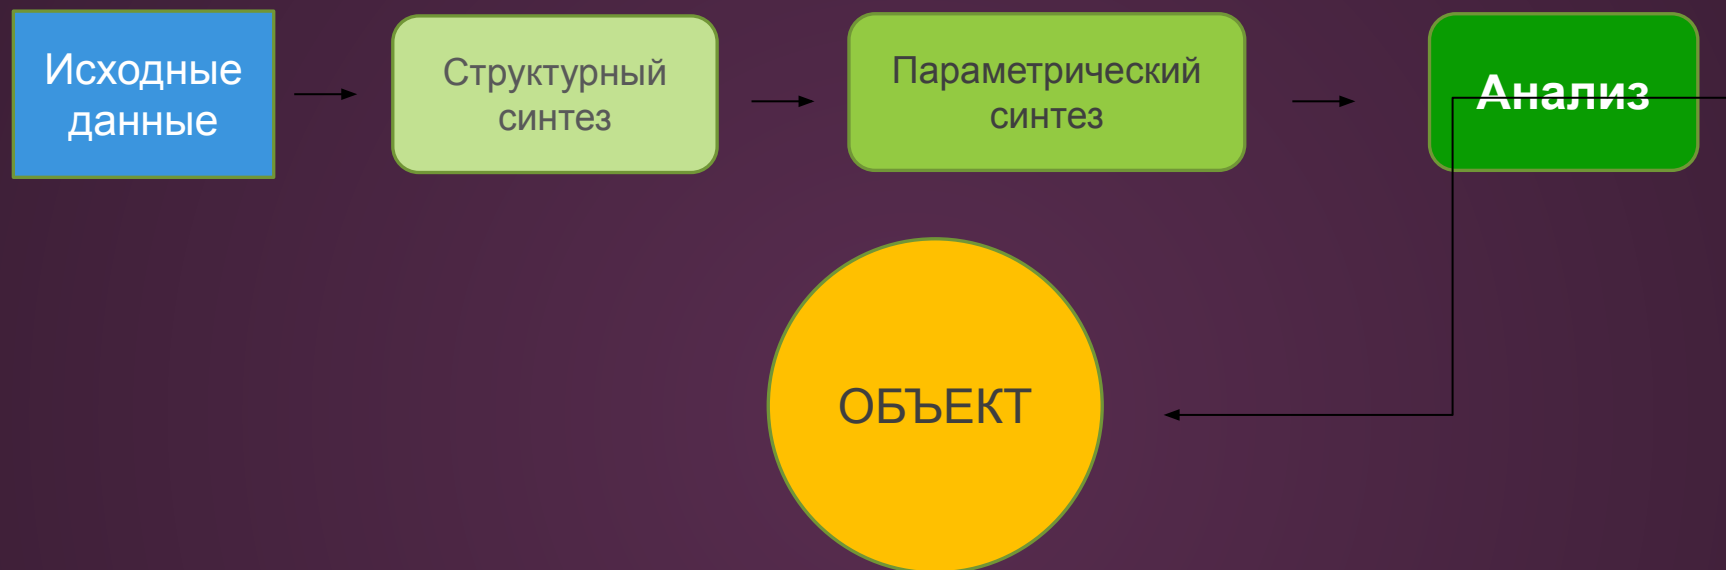 Исходные
данные
Структурный
синтез
Параметрический
синтез
Анализ
ОБЪЕКТ